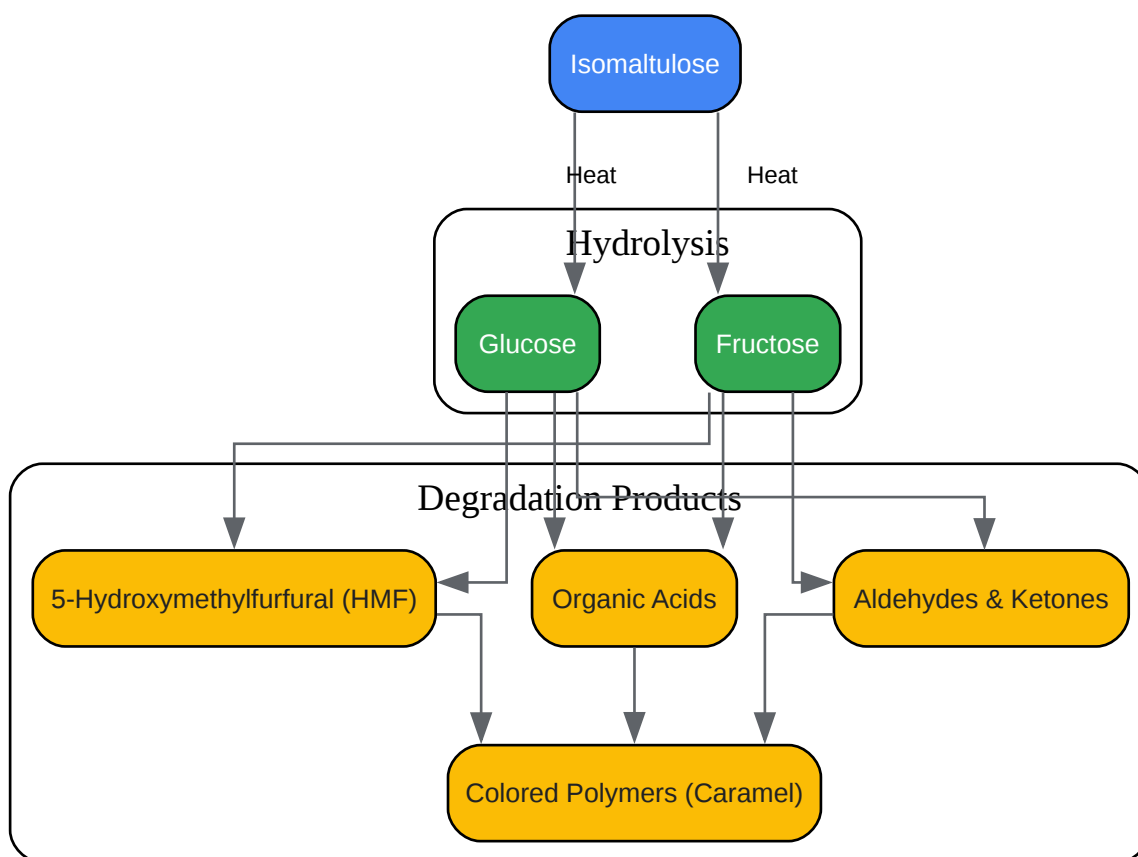 Isomaltulose
Heat
Heat
Hydrolysis
Glucose
Fructose
Degradation Products
5-Hydroxymethylfurfural (HMF)
Organic Acids
Aldehydes & Ketones
Colored Polymers (Caramel)